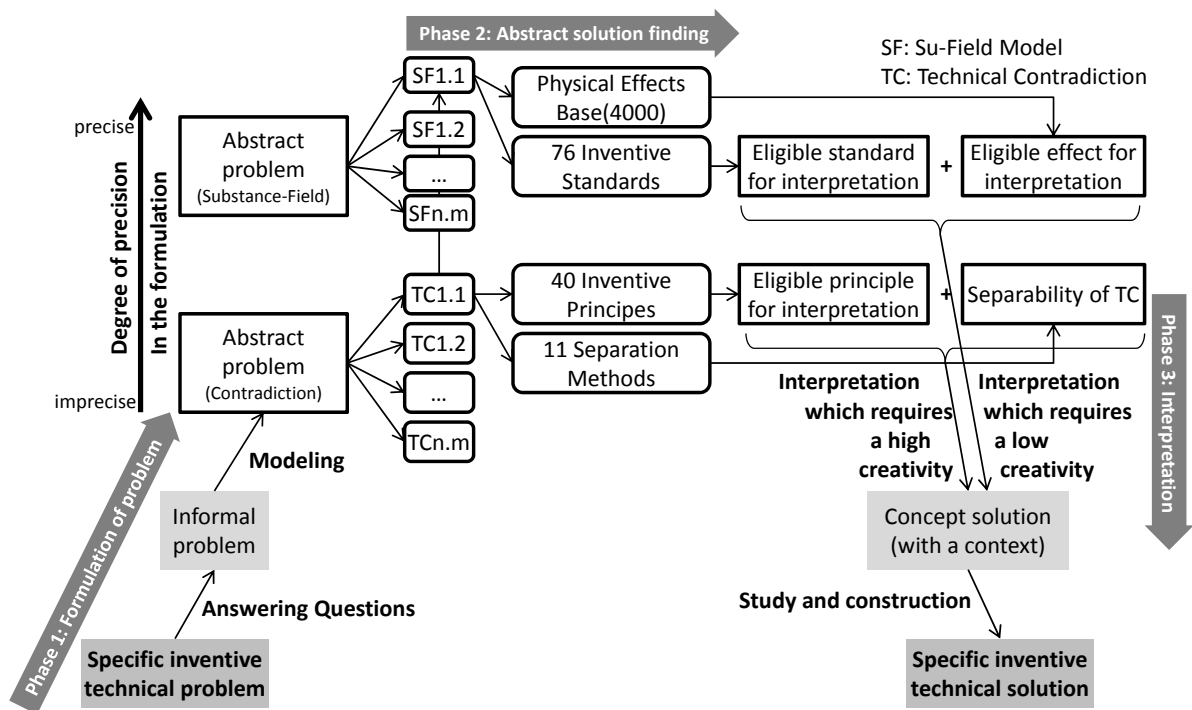 Phase 2: Abstract solution finding
SF: Su-Field Model
TC: Technical Contradiction
precise
Degree of precision
In the formulation
imprecise
Abstract
problem
(Substance-Field)
SF1.1
SF1.2
...
SFn.m
Physical Effects
Base(4000)
76 Inventive
Standards
Eligible standard
for interpretation
+
Eligible effect for
interpretation
Abstract
problem
(Contradiction)
TC1.1
TC1.2
...
TCn.m
40 Inventive
Principes
11 Separation
Methods
Eligible principle
for interpretation
+
Separability of TC
Interpretation
which requires
a high
creativity
Interpretation
which requires
a low
creativity
Phase 3: Interpretation
Phase 1: Formulation of problem
Modeling
Informal
problem
Answering Questions
Specific inventive
technical problem
Concept solution
(with a context)
Study and construction
Specific inventive
technical solution